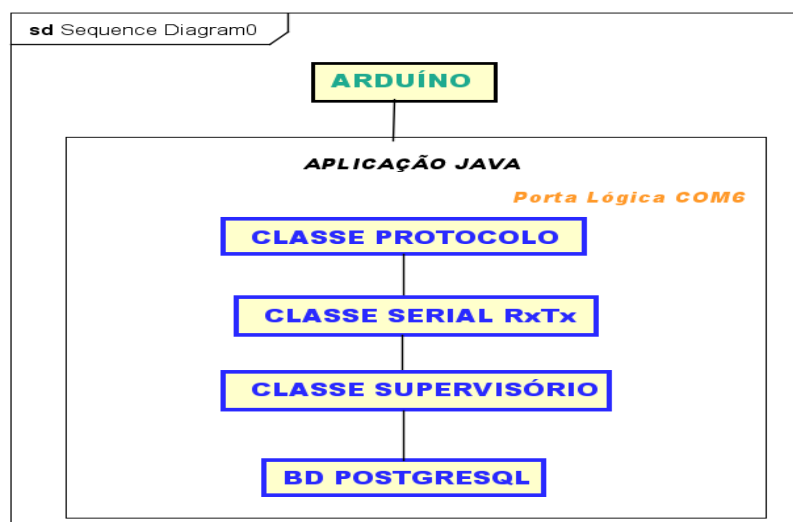 sd Sequence Diagram0
ARDUÍNO
APLICAÇÃO JAVA
Porta Lógica COM6
CLASSE PROTOCOLO
CLASSE SERIAL RxTx
CLASSE SUPERVISÓRIO
BD POSTGRESQL